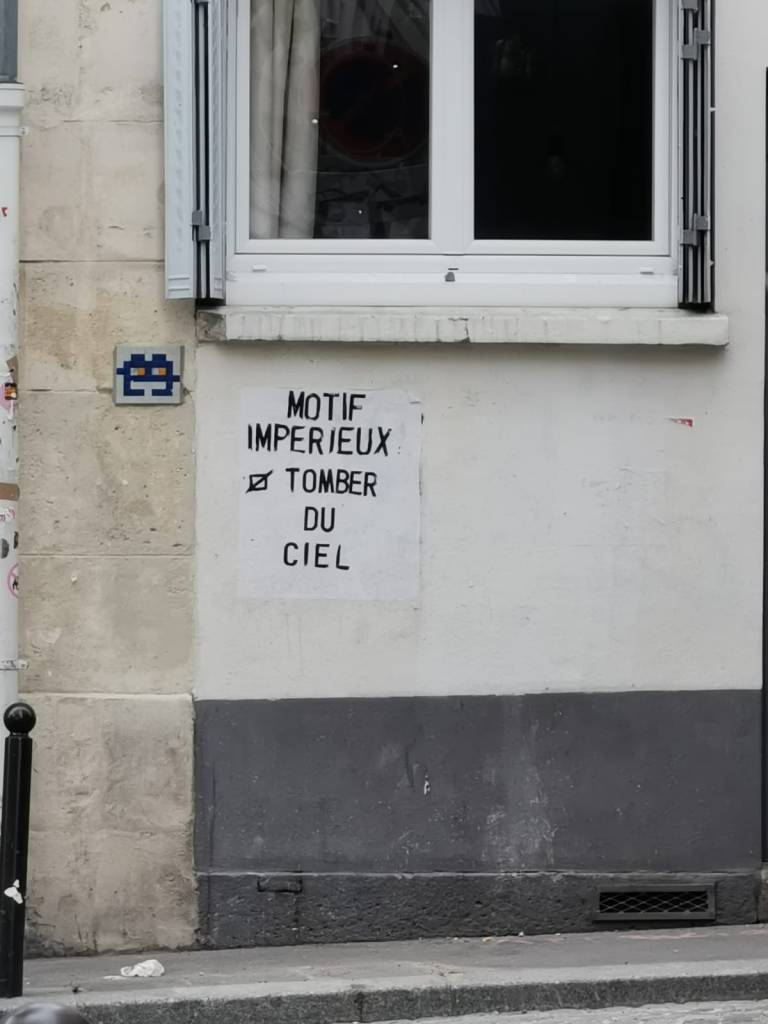 MOTIF
IMPERIEUX
☑ TOMBER
DU
CIEL